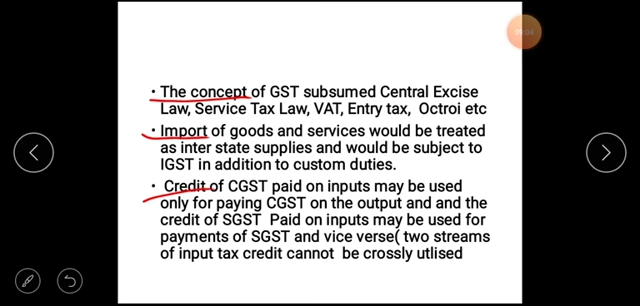 09:04
• The concept of GST subsumed Central Excise
Law, Service Tax Law, VAT, Entry tax, Octroi etc
• Import of goods and services would be treated
as inter state supplies and would be subject to
IGST in addition to custom duties.
• Credit of CGST paid on inputs may be used
only for paying CGST on the output and and the
credit of SGST Paid on inputs may be used for
payments of SGST and vice verse( two streams
of input tax credit cannot be crossly utlised